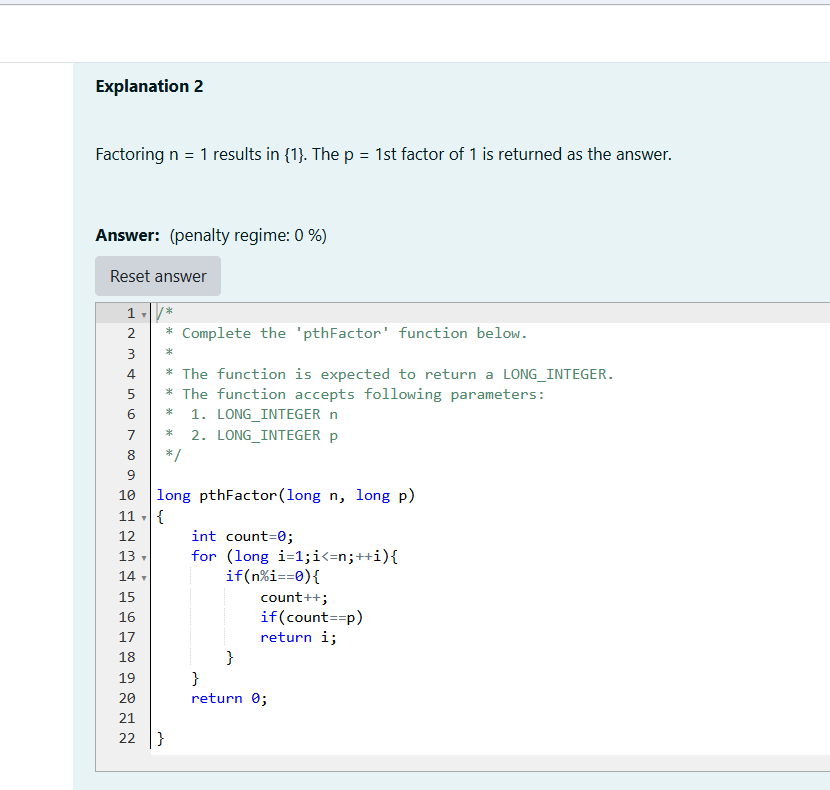 Explanation 2
Factoring n = 1 results in {1}. The p = 1st factor of 1 is returned as the answer.
Answer: (penalty regime: 0 %)
Reset answer
1 /*
2  * Complete the 'pthFactor' function below.
3  *
4  * The function is expected to return a LONG_INTEGER.
5  * The function accepts following parameters:
6  *  1. LONG_INTEGER n
7  *  2. LONG_INTEGER p
8  */
9
10 long pthFactor(long n, long p)
11 {
12     int count=0;
13     for (long i=1;i<=n;++i){
14         if(n%i==0){
15             count++;
16             if(count==p)
17             return i;
18         }
19     }
20     return 0;
21
22 }